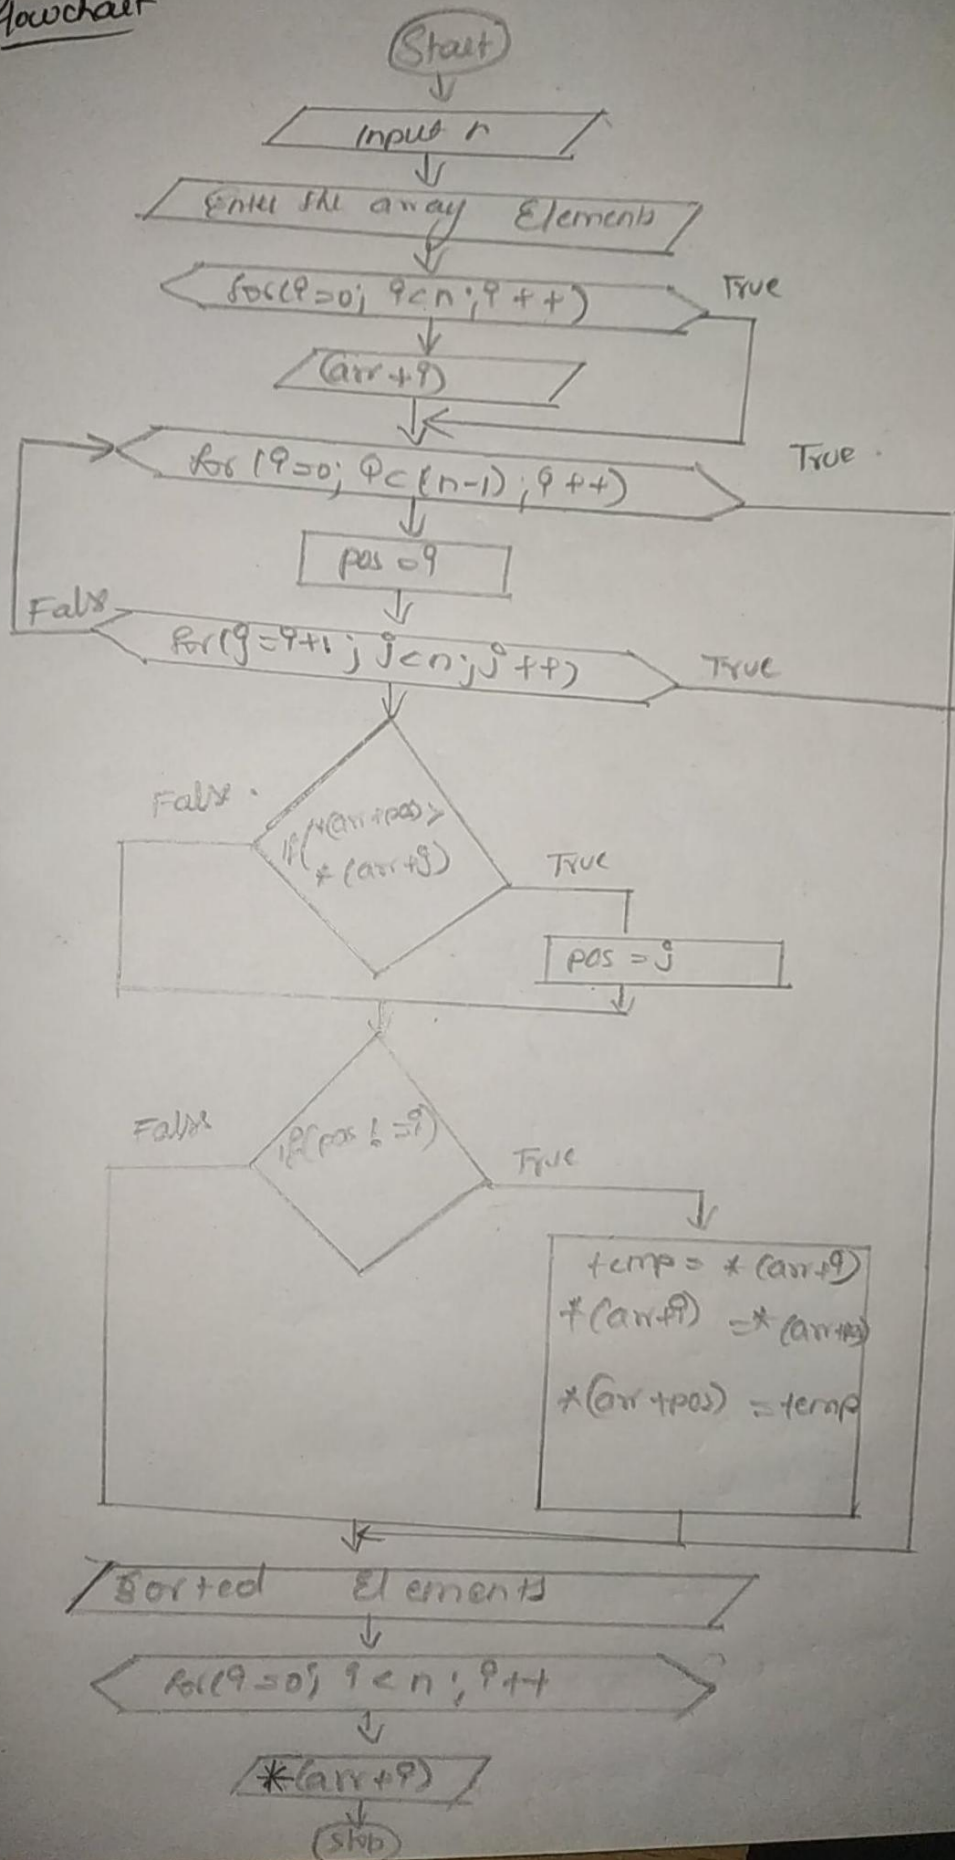 Flowchart
Start
Input n
Enter the array Elements
for(i=0; i<n; i++)
True
(arr+i)
for (i=0; i<(n-1); i++)
True
pos=i
False
for(j=i+1; j<n; j++)
True
False
if(*(arr+pos)>
*(arr+j)
True
pos=j
False
if(pos!=i)
True
temp=*(arr+i)
*(arr+i) =*(arr+pos)
*(arr+pos) =temp
Sorted Elements
for(i=0; i<n; i++
*(arr+i)
Stop